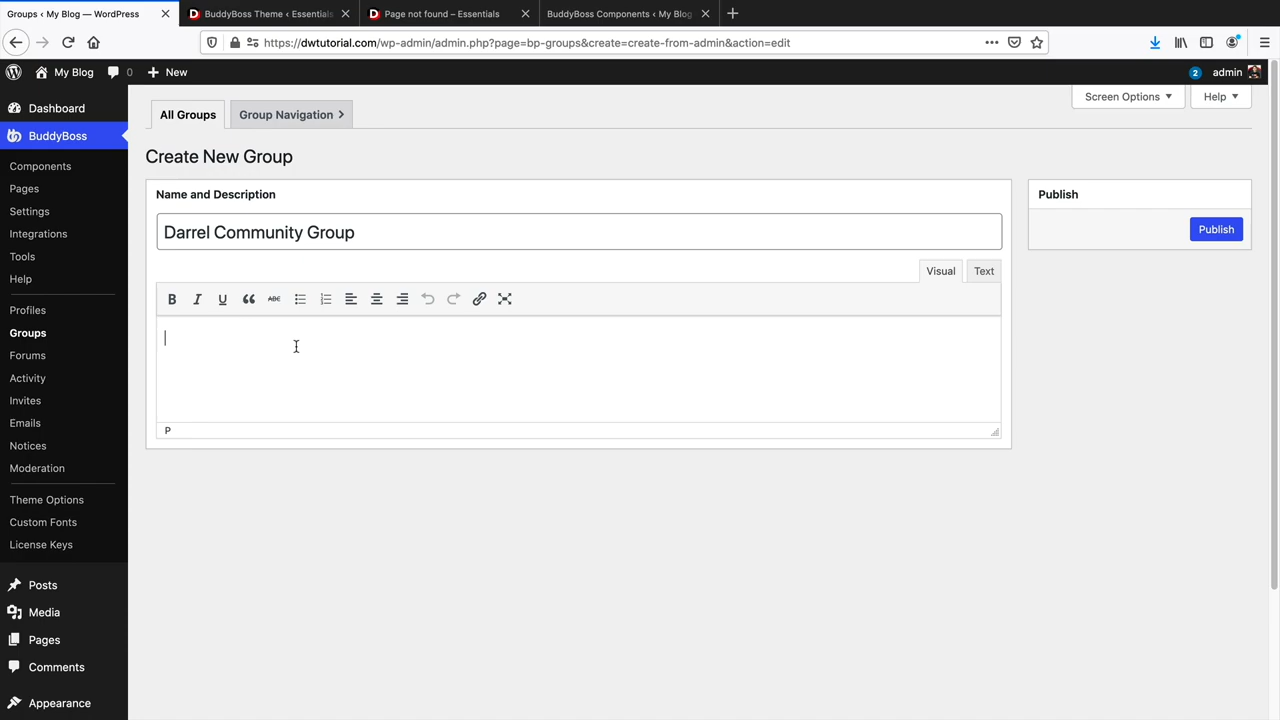 Groups ‹ My Blog — WordPress
BuddyBoss Theme ‹ Essentials
Page not found – Essentials
BuddyBoss Components ‹ My Blog
https://dwtutorial.com/wp-admin/admin.php?page=bp-groups&create=create-from-admin&action=edit
My Blog
0
New
2
admin
Dashboard
BuddyBoss
Components
Pages
Settings
Integrations
Tools
Help
Profiles
Groups
Forums
Activity
Invites
Emails
Notices
Moderation
Theme Options
Custom Fonts
License Keys
Posts
Media
Pages
Comments
Appearance
Screen Options
Help
All Groups
Group Navigation
Create New Group
Name and Description
Darrel Community Group
Visual
Text
B I U ABC
P
Publish
Publish